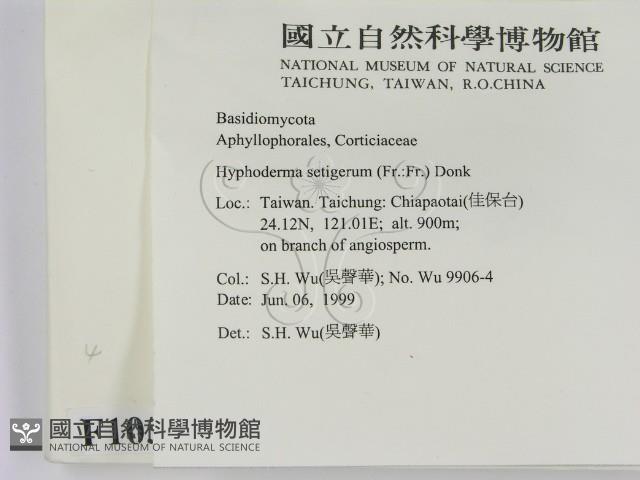 國立自然科學博物館
NATIONAL MUSEUM OF NATURAL SCIENCE
TAICHUNG, TAIWAN, R.O.CHINA
Basidiomycota
Aphyllophorales, Corticiaceae
Hyphoderma setigerum (Fr.:Fr.) Donk
Loc.: Taiwan. Taichung: Chiapaotai(佳保台)
24.12N, 121.01E; alt. 900m;
on branch of angiosperm.
Col.: S.H. Wu(吳聲華); No. Wu 9906-4
Date: Jun. 06, 1999
Det.: S.H. Wu(吳聲華)
4
國立自然科學博物館
NATIONAL MUSEUM OF NATURAL SCIENCE